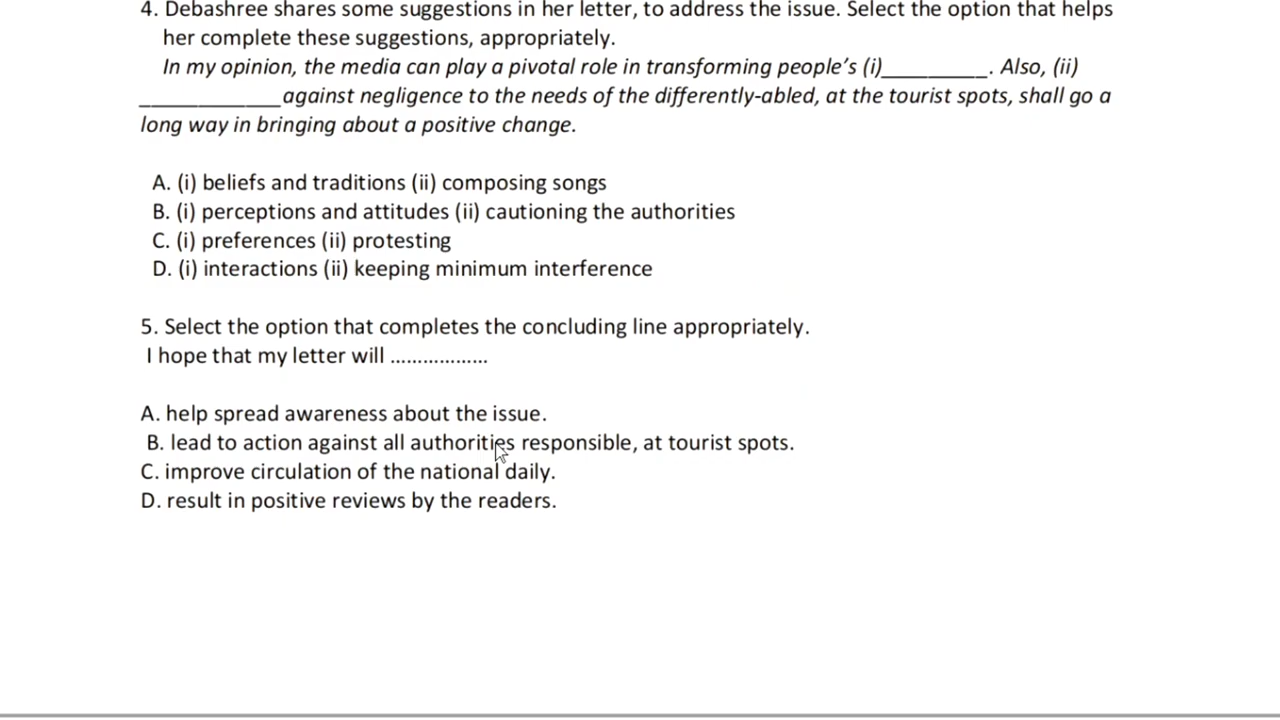 4. Debashree shares some suggestions in her letter, to address the issue. Select the option that helps
her complete these suggestions, appropriately.
In my opinion, the media can play a pivotal role in transforming people's (i)_________. Also, (ii)
____________against negligence to the needs of the differently-abled, at the tourist spots, shall go a
long way in bringing about a positive change.
A. (i) beliefs and traditions (ii) composing songs
B. (i) perceptions and attitudes (ii) cautioning the authorities
C. (i) preferences (ii) protesting
D. (i) interactions (ii) keeping minimum interference
5. Select the option that completes the concluding line appropriately.
I hope that my letter will ..................
A. help spread awareness about the issue.
B. lead to action against all authorities responsible, at tourist spots.
C. improve circulation of the national daily.
D. result in positive reviews by the readers.